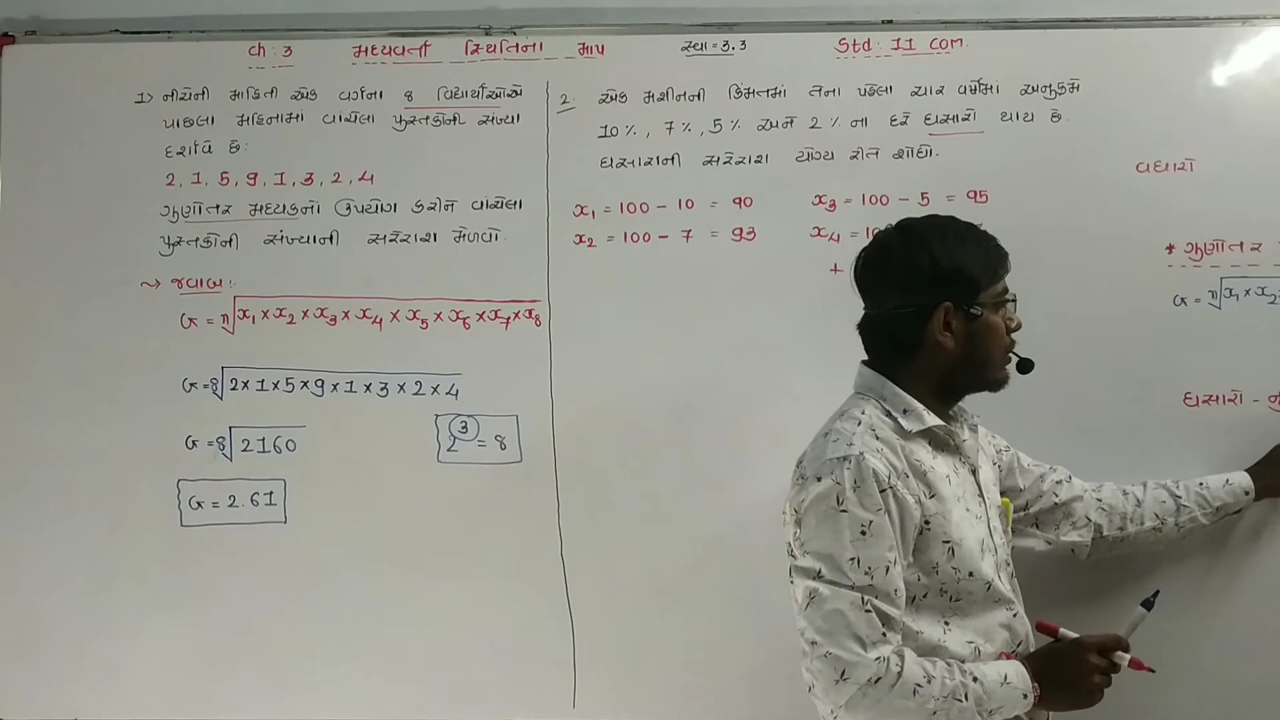 Ch : 3 મધ્યવર્તી સ્થિતિના માપ સ્વા = 3.3 Std : 11 Com.
1) નીચેની માહિતી એક વર્ગના 8 વિદ્યાર્થીઓએ
પાછલા મહિનામાં વાંચેલા પુસ્તકોની સંખ્યા
દર્શાવે છે:
2, 1, 5, 9, 1, 3, 2, 4
ગુણોતર મધ્યકનો ઉપયોગ કરીને વાંચેલા
પુસ્તકોની સંખ્યાની સરેરાશ મેળવો.
~> જવાબ :
G = n√x₁ × x₂ × x₃ × x₄ × x₅ × x₆ × x₇ × x₈
G = 8√2 × 1 × 5 × 9 × 1 × 3 × 2 × 4
G = 8√2160
2³ = 8
G = 2.61
2. એક મશીનની કિંમતમાં તેના પહેલા ચાર વર્ષોમાં અનુક્રમે
10%, 7%, 5% અને 2% ના દરે ઘસારો થાય છે.
ઘસારાની સરેરાશ યોગ્ય રીતે શોધો.
x₁ = 100 - 10 = 90 x₃ = 100 - 5 = 95
x₂ = 100 - 7 = 93 x₄ = 10
+
વધારો
* ગુણોતર
G = n√x₁ × x₂
ઘસારો -